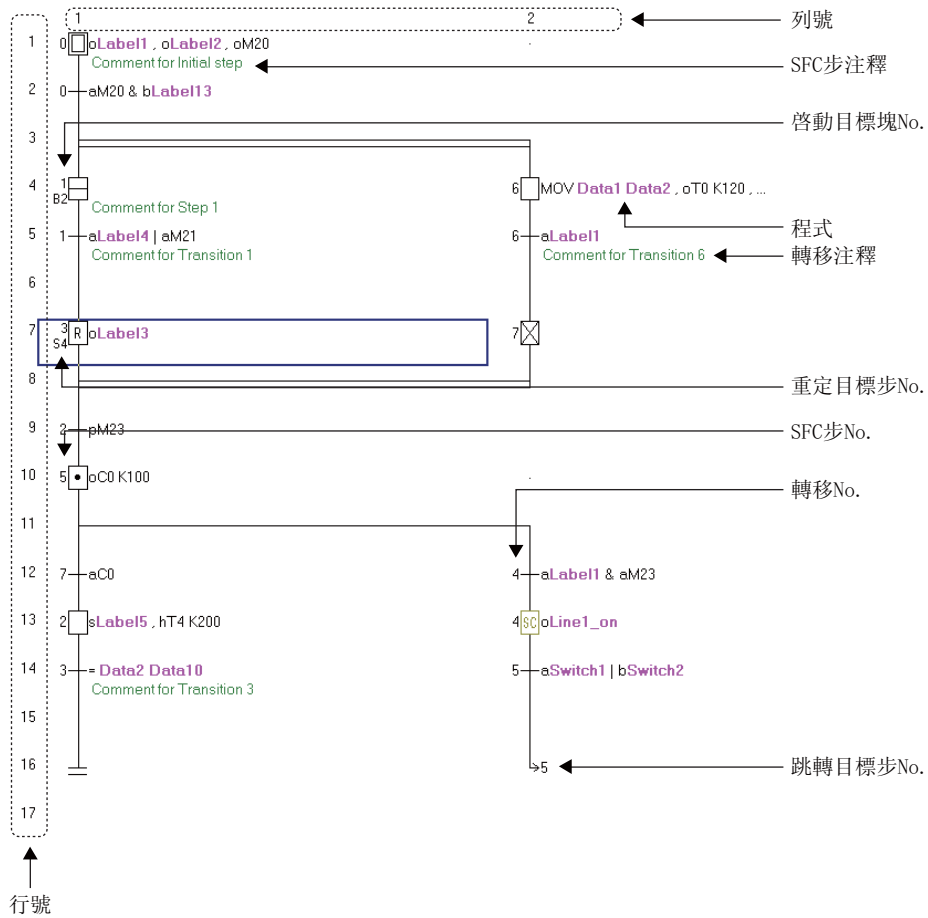 1 2 列號
1 0 oLabel1 , oLabel2 , oM20
Comment for Initial step SFC步注釋
2 0 aM20 & bLabel13
啓動目標塊No.
3
4 1 6 MOV Data1 Data2 , oT0 K120 , ...
B2
Comment for Step 1
程式
5 1 aLabel4 | aM21 6 aLabel1
Comment for Transition 1 Comment for Transition 6 轉移注釋
6
7 3 R oLabel3 7
S4
8
重定目標步No.
9 2 pM23
SFC步No.
10 5 oC0 K100
轉移No.
11
12 7 aC0 4 aLabel1 & aM23
13 2 sLabel5 , hT4 K200 4 SC oLine1_on
14 3 = Data2 Data10 5 aSwitch1 | bSwitch2
Comment for Transition 3
15
16 5 跳轉目標步No.
17
行號